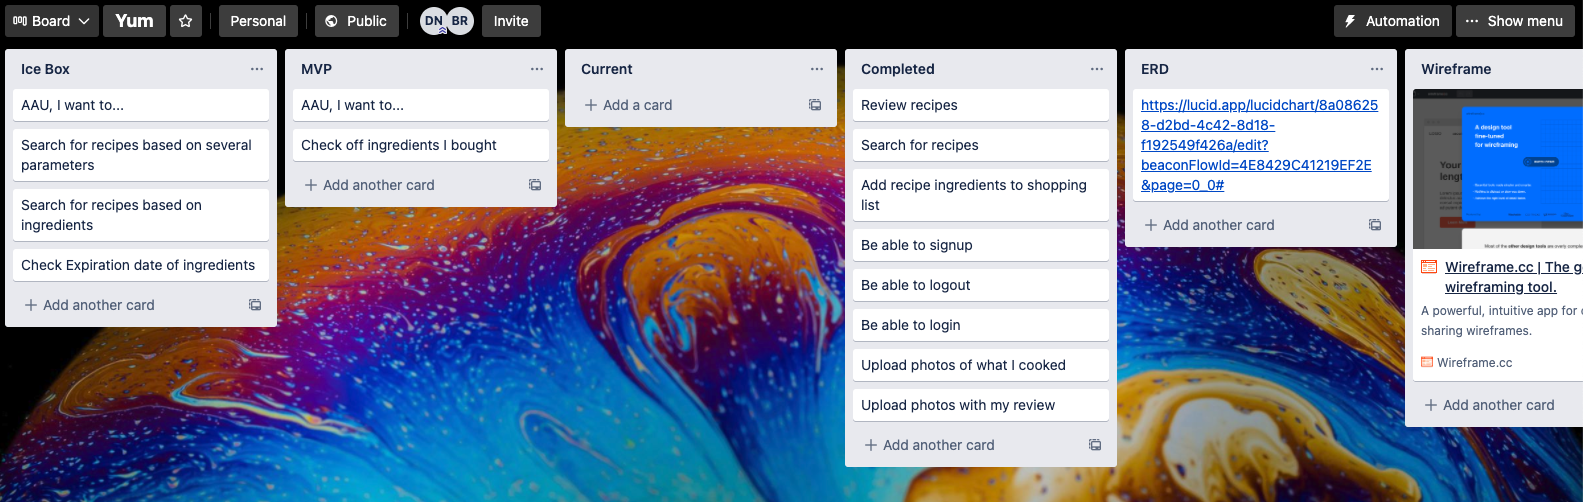 Board
Yum
Personal
Public
DN
BR
Invite
Automation
Show menu
Ice Box
AAU, I want to...
Search for recipes based on several
parameters
Search for recipes based on
ingredients
Check Expiration date of ingredients
Add another card
MVP
AAU, I want to...
Check off ingredients I bought
Add another card
Current
Add a card
Completed
Review recipes
Search for recipes
Add recipe ingredients to shopping
list
Be able to signup
Be able to logout
Be able to login
Upload photos of what I cooked
Upload photos with my review
Add another card
ERD
https://lucid.app/lucidchart/8a08625
8-d2bd-4c42-8d18-
f192549f426a/edit?
beaconFlowId=4E8429C41219EF2E
&page=0_0#
Add another card
Wireframe
A design tool
fine-tuned
for wireframing
Wireframe.cc | The g
wireframing tool.
A powerful, intuitive app for
sharing wireframes.
Wireframe.cc
Add another card